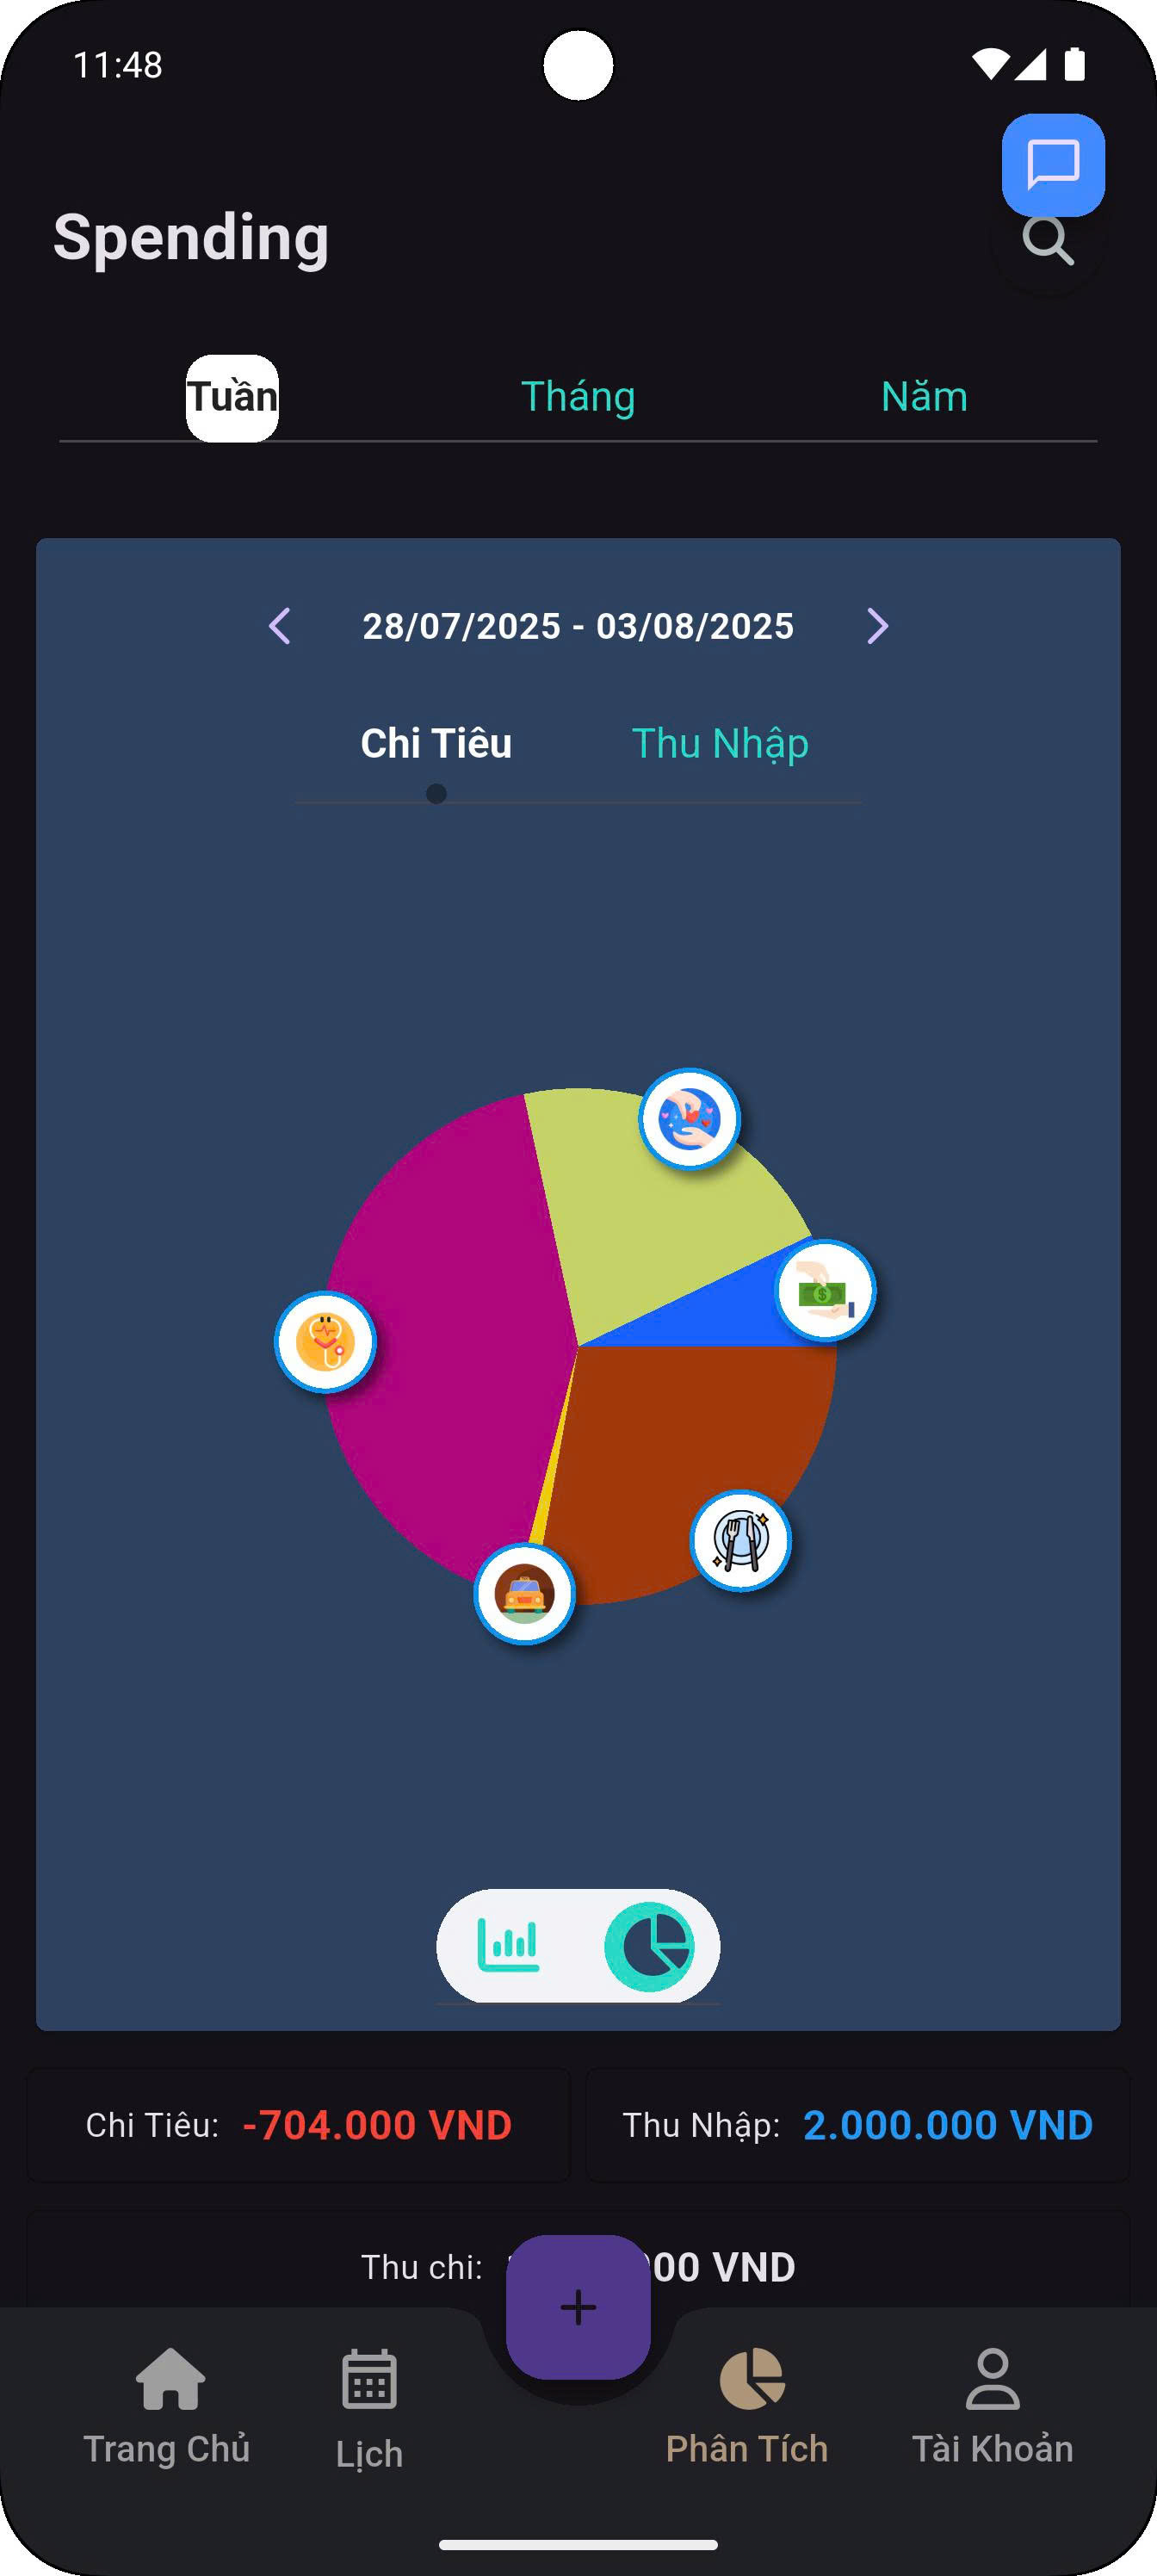 11:48
Spending
Tuần Tháng Năm
28/07/2025 - 03/08/2025
Chi Tiêu Thu Nhập
Chi Tiêu: -704.000 VND Thu Nhập: 2.000.000 VND
Thu chi: 00 VND
Trang Chủ Lịch Phân Tích Tài Khoản